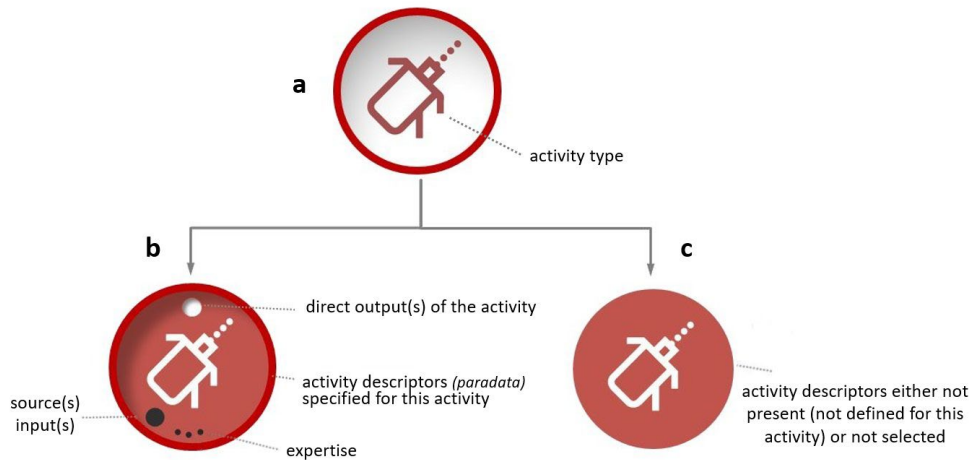 a
activity type
b
c
direct output(s) of the activity
activity descriptors (paradata)
specified for this activity
source(s)
input(s)
expertise
activity descriptors either not
present (not defined for this
activity) or not selected